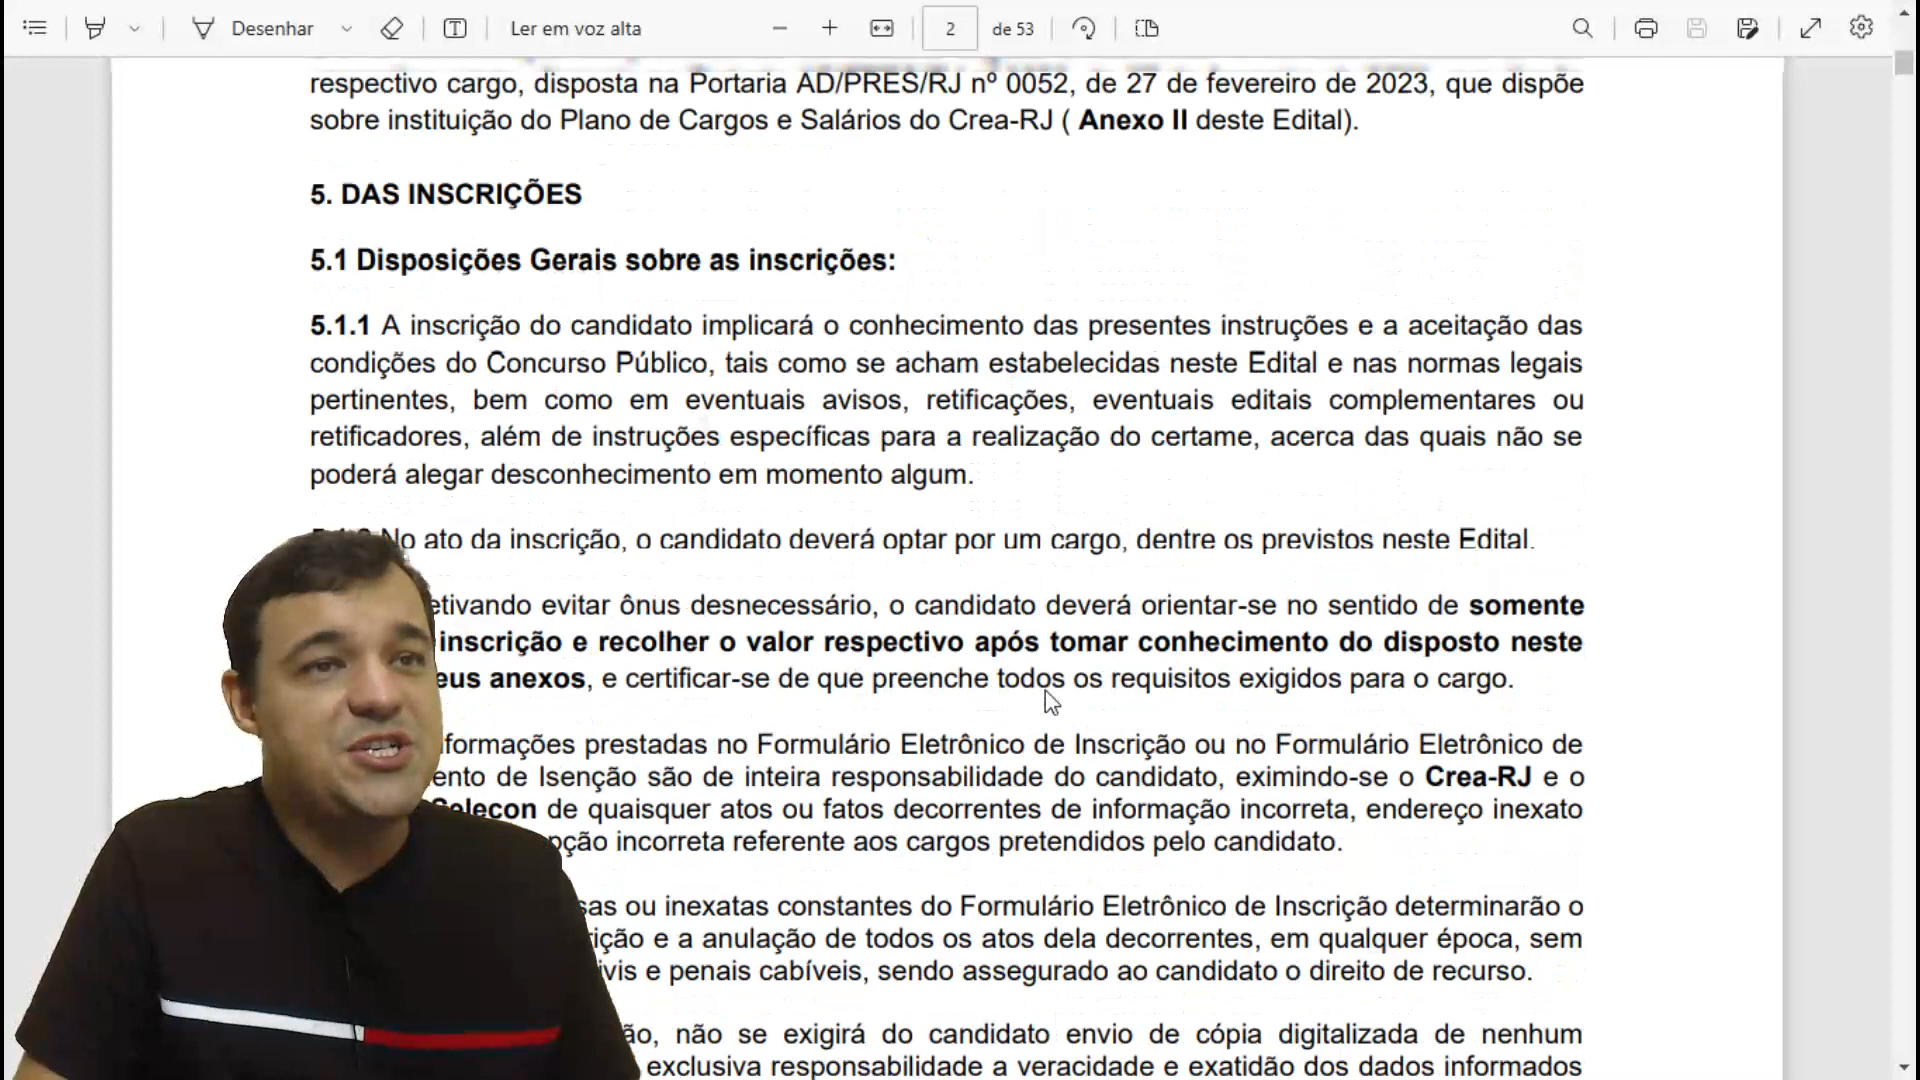 Desenhar
Ler em voz alta
2
de 53
respectivo cargo, disposta na Portaria AD/PRES/RJ nº 0052, de 27 de fevereiro de 2023, que dispõe
sobre instituição do Plano de Cargos e Salários do Crea-RJ ( Anexo II deste Edital).
5. DAS INSCRIÇÕES
5.1 Disposições Gerais sobre as inscrições:
5.1.1 A inscrição do candidato implicará o conhecimento das presentes instruções e a aceitação das
condições do Concurso Público, tais como se acham estabelecidas neste Edital e nas normas legais
pertinentes, bem como em eventuais avisos, retificações, eventuais editais complementares ou
retificadores, além de instruções específicas para a realização do certame, acerca das quais não se
poderá alegar desconhecimento em momento algum.
No ato da inscrição, o candidato deverá optar por um cargo, dentre os previstos neste Edital.
etivando evitar ônus desnecessário, o candidato deverá orientar-se no sentido de somente
inscrição e recolher o valor respectivo após tomar conhecimento do disposto neste
eus anexos, e certificar-se de que preenche todos os requisitos exigidos para o cargo.
formações prestadas no Formulário Eletrônico de Inscrição ou no Formulário Eletrônico de
ento de Isenção são de inteira responsabilidade do candidato, eximindo-se o Crea-RJ e o
Selecon de quaisquer atos ou fatos decorrentes de informação incorreta, endereço inexato
pção incorreta referente aos cargos pretendidos pelo candidato.
sas ou inexatas constantes do Formulário Eletrônico de Inscrição determinarão o
rição e a anulação de todos os atos dela decorrentes, em qualquer época, sem
ivis e penais cabíveis, sendo assegurado ao candidato o direito de recurso.
ão, não se exigirá do candidato envio de cópia digitalizada de nenhum
exclusiva responsabilidade a veracidade e exatidão dos dados informados